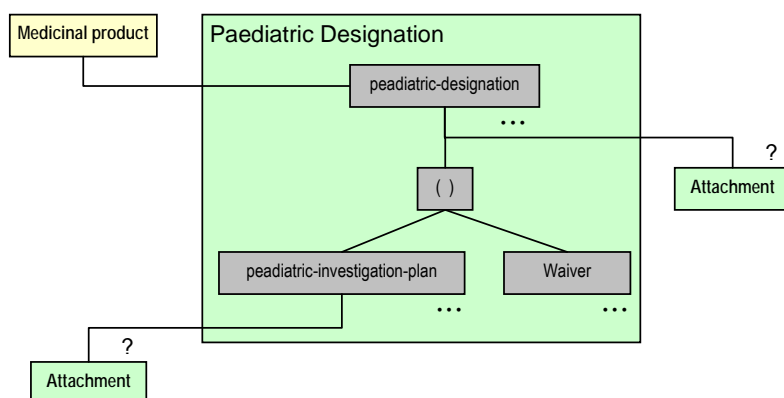 Medicinal product
Paediatric Designation
peadiatric-designation
...
?
Attachment
( )
peadiatric-investigation-plan
Waiver
...
...
?
Attachment